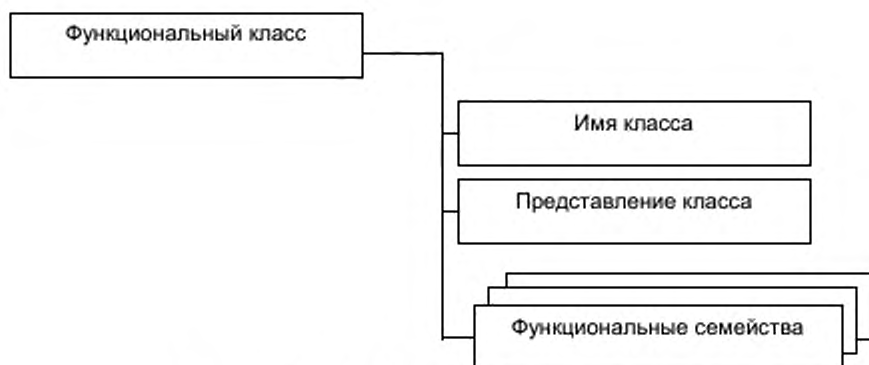 Функциональный класс
Имя класса
Представление класса
Функциональные семейства